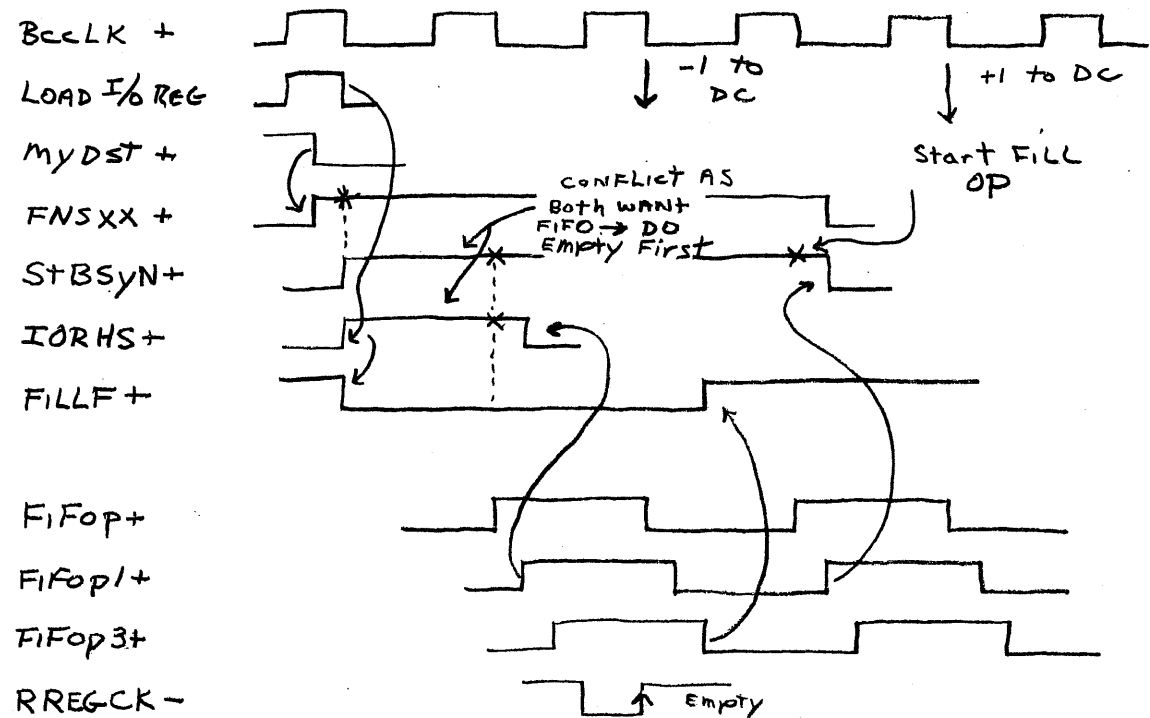 BCCLK +
-1 to
DC
+1 to DC
LOAD I/O REG
MYDST +
Start FILL
OP
CONFLICT AS
FNSXX +
Both WANT
FIFO → DO
Empty First
STBSYN+
IORHS+
FILLF+
FIFOP+
FIFOP1+
FIFOP3+
RREGCK -
Empty